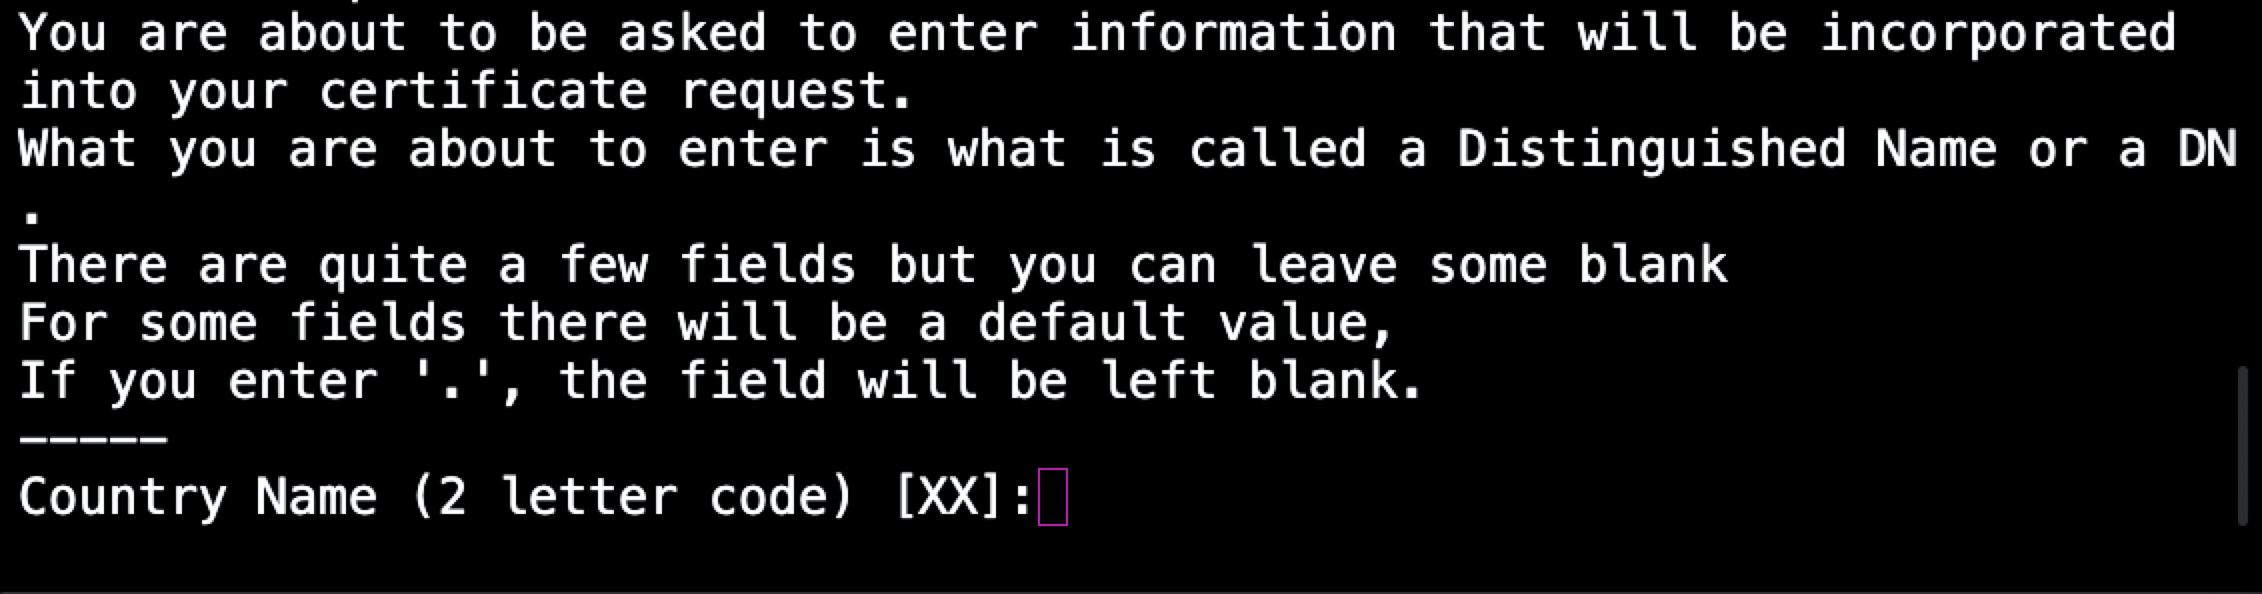 You are about to be asked to enter information that will be incorporated
into your certificate request.
What you are about to enter is what is called a Distinguished Name or a DN
.
There are quite a few fields but you can leave some blank
For some fields there will be a default value,
If you enter '.', the field will be left blank.
-----
Country Name (2 letter code) [XX]: